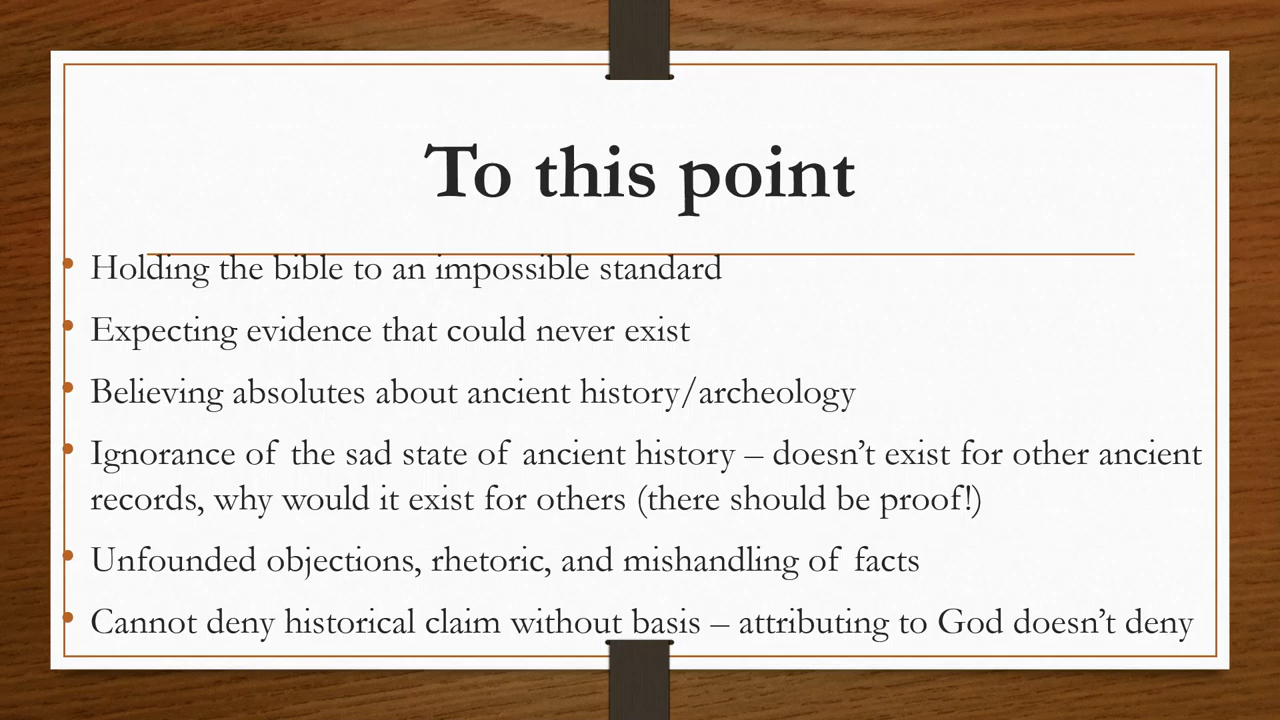 To this point
• Holding the bible to an impossible standard
• Expecting evidence that could never exist
• Believing absolutes about ancient history/archeology
• Ignorance of the sad state of ancient history – doesn’t exist for other ancient
records, why would it exist for others (there should be proof!)
• Unfounded objections, rhetoric, and mishandling of facts
• Cannot deny historical claim without basis – attributing to God doesn’t deny